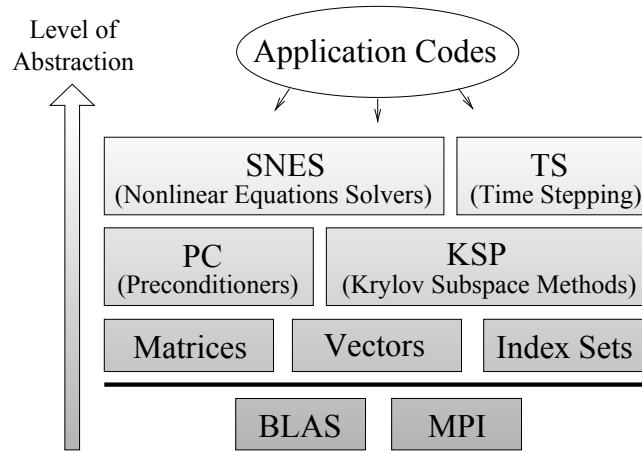 Level of
Abstraction
Application Codes
SNES
(Nonlinear Equations Solvers)
TS
(Time Stepping)
PC
(Preconditioners)
KSP
(Krylov Subspace Methods)
Matrices
Vectors
Index Sets
BLAS
MPI